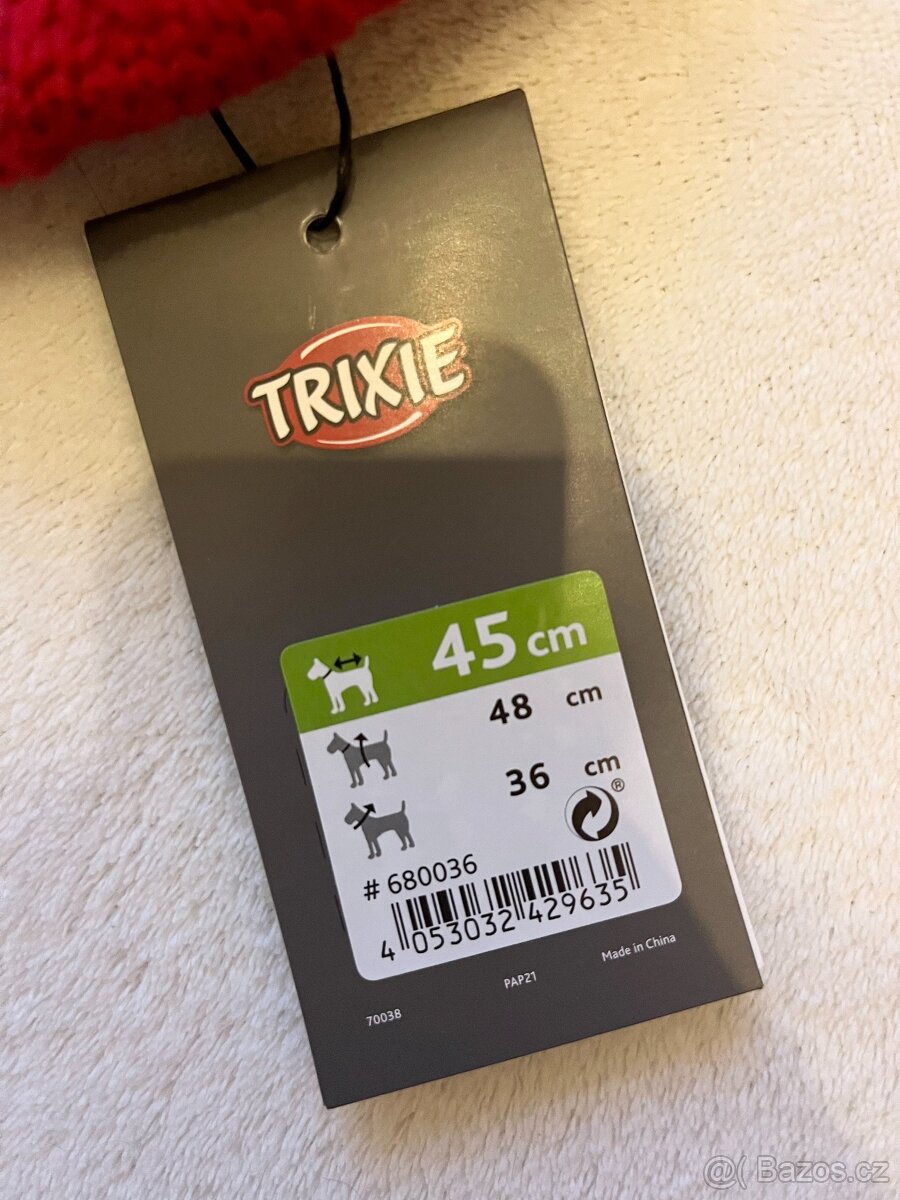 TRIXIE
45 cm
48 cm
36 cm
®
# 680036
4 053032 429635
70038 PAP21 Made in China
@( Bazos.cz